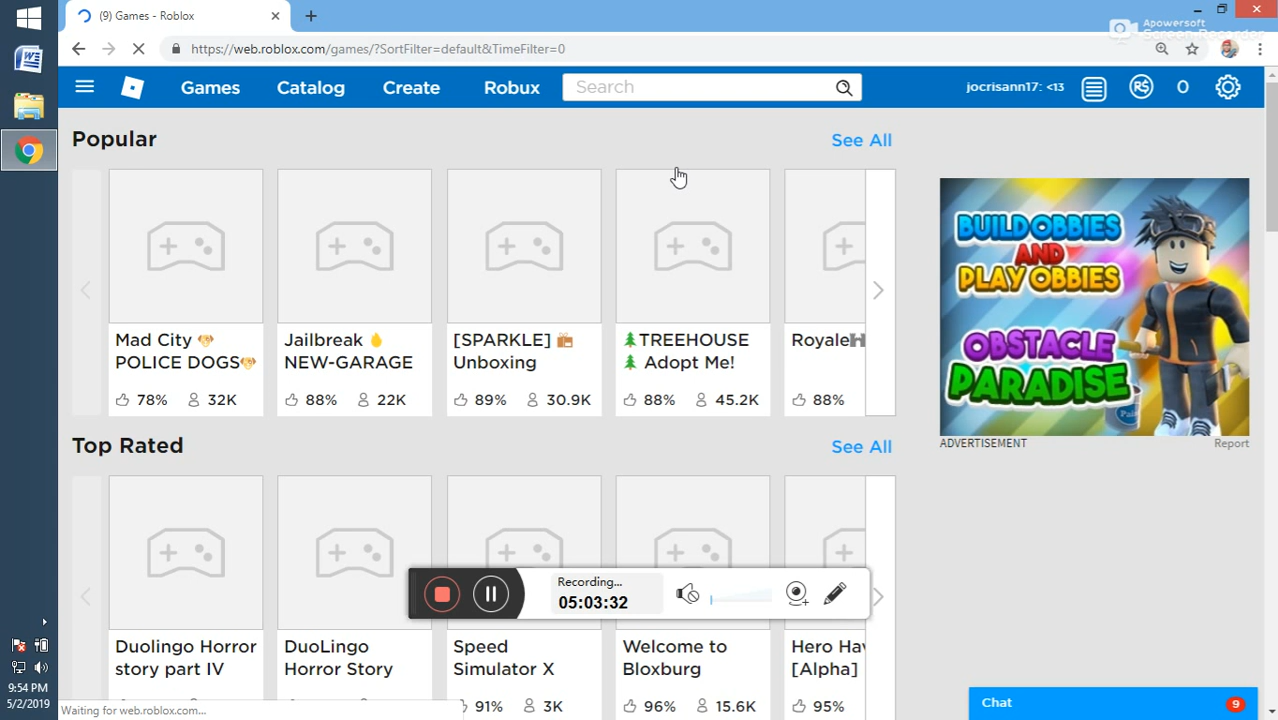 (9) Games - Roblox
Apowersoft
Screen Recorder
https://web.roblox.com/games/?SortFilter=default&TimeFilter=0
Games Catalog Create Robux Search jocrisann17: <13 R$ 0
Popular See All
Mad City
POLICE DOGS
78% 32K
Jailbreak
NEW-GARAGE
88% 22K
[SPARKLE]
Unboxing
89% 30.9K
TREEHOUSE
Adopt Me!
88% 45.2K
Royale
88%
BUILD OBBIES
AND
PLAY OBBIES
OBSTACLE
PARADISE
ADVERTISEMENT Report
Top Rated See All
Recording...
05:03:32
Duolingo Horror
story part IV
DuoLingo
Horror Story
Speed
Simulator X
91% 3K
Welcome to
Bloxburg
96% 15.6K
Hero Hav
[Alpha]
95%
9:54 PM
5/2/2019
Waiting for web.roblox.com...
Chat 9